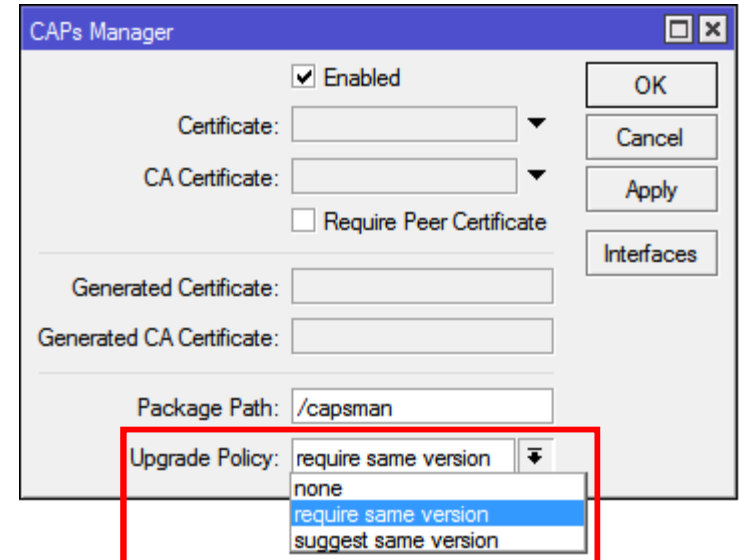 CAPs Manager
Enabled
OK
Certificate:
Cancel
CA Certificate:
Apply
Require Peer Certificate
Interfaces
Generated Certificate:
Generated CA Certificate:
Package Path: /capsman
Upgrade Policy: require same version
none
require same version
suggest same version